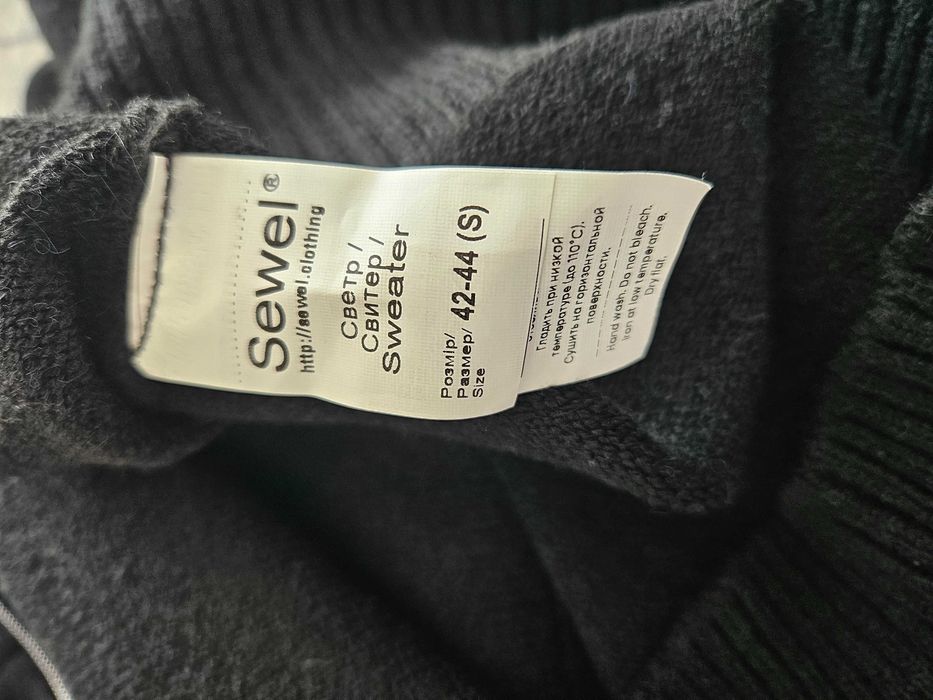 Sewel®
http://sewel.clothing
Светр/
Свитер/
Sweater
Розмір/
Размер/ 42-44 (S)
Size
Гладить при низкой
температуре (до 110°C).
Сушить на горизонтальной
поверхности.
Hand wash. Do not bleach.
Iron at low temperature.
Dry flat.